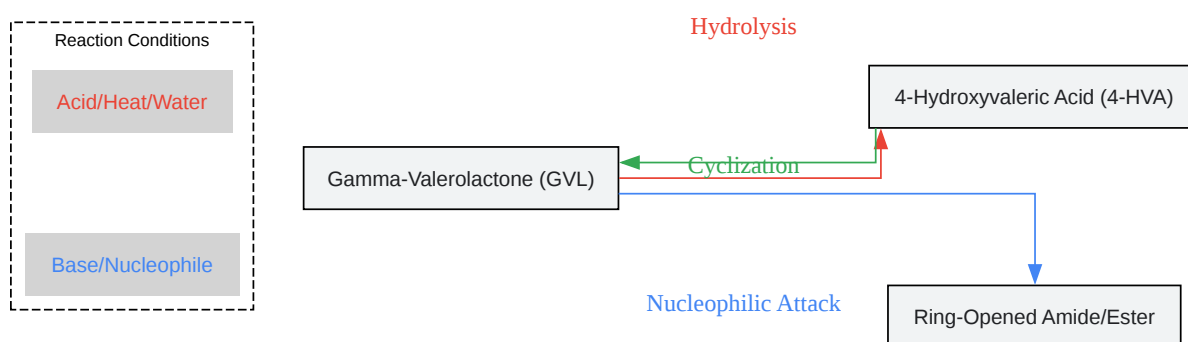 Reaction Conditions
Acid/Heat/Water
Base/Nucleophile
Hydrolysis
4-Hydroxyvaleric Acid (4-HVA)
Cyclization
Gamma-Valerolactone (GVL)
Nucleophilic Attack
Ring-Opened Amide/Ester